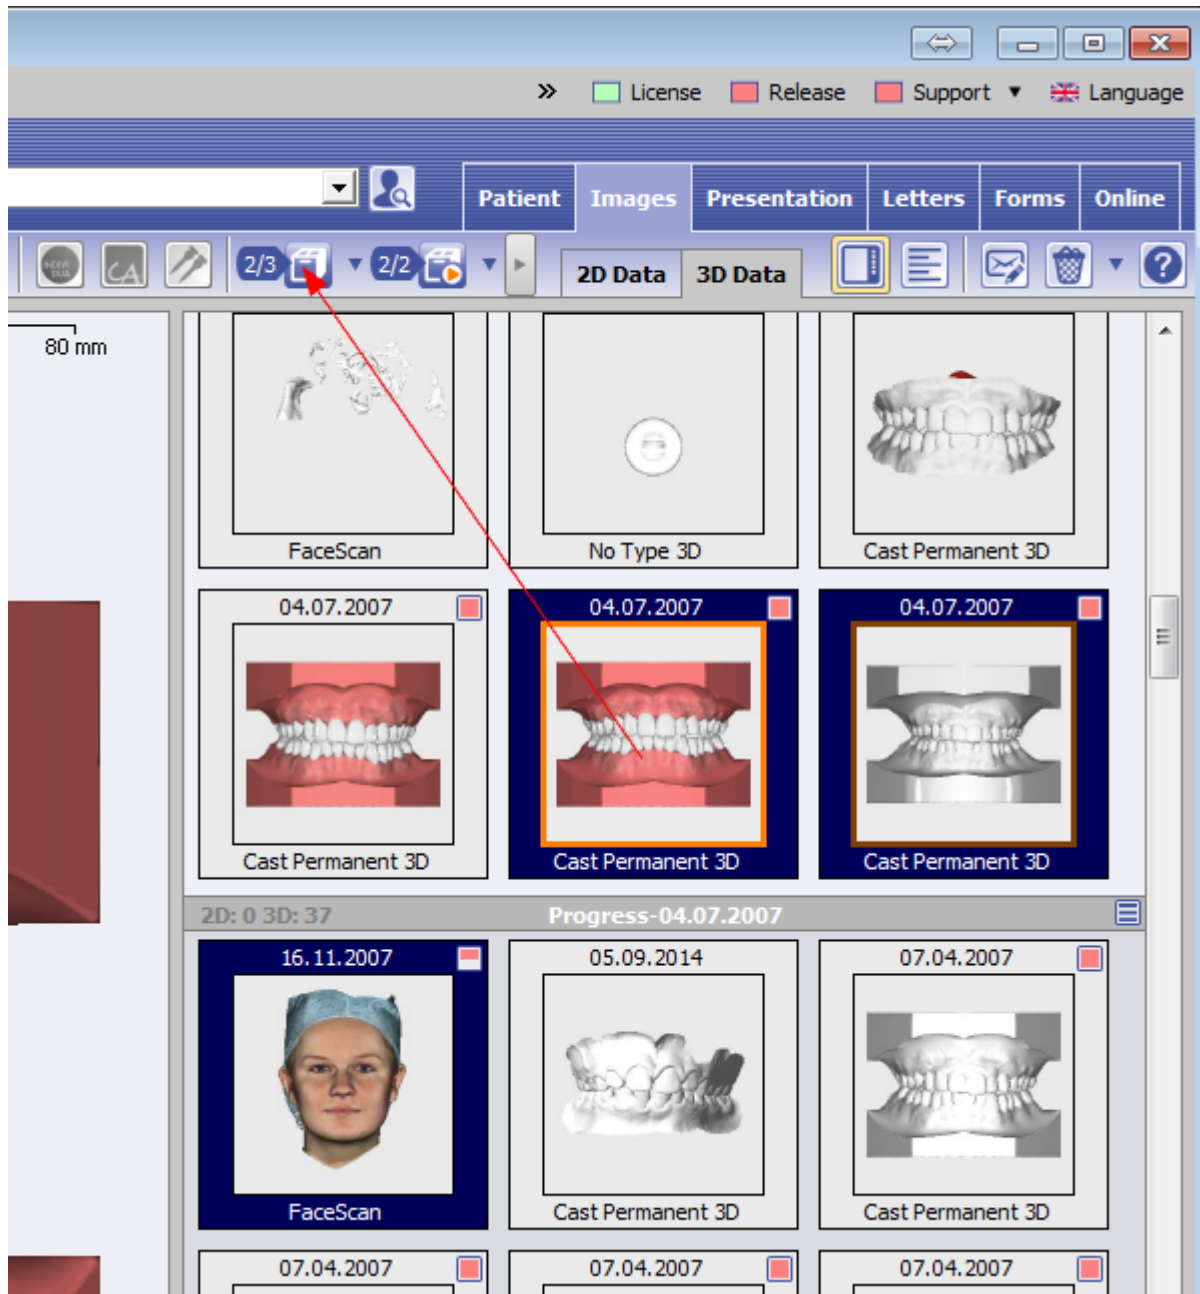 » License Release Support ▼ Language
Patient Images Presentation Letters Forms Online
CA 2/3 2/2 2D Data 3D Data ?
80 mm
FaceScan No Type 3D Cast Permanent 3D
04.07.2007 04.07.2007 04.07.2007
Cast Permanent 3D Cast Permanent 3D Cast Permanent 3D
2D: 0 3D: 37 Progress-04.07.2007
16.11.2007 05.09.2014 07.04.2007
FaceScan Cast Permanent 3D Cast Permanent 3D
07.04.2007 07.04.2007 07.04.2007